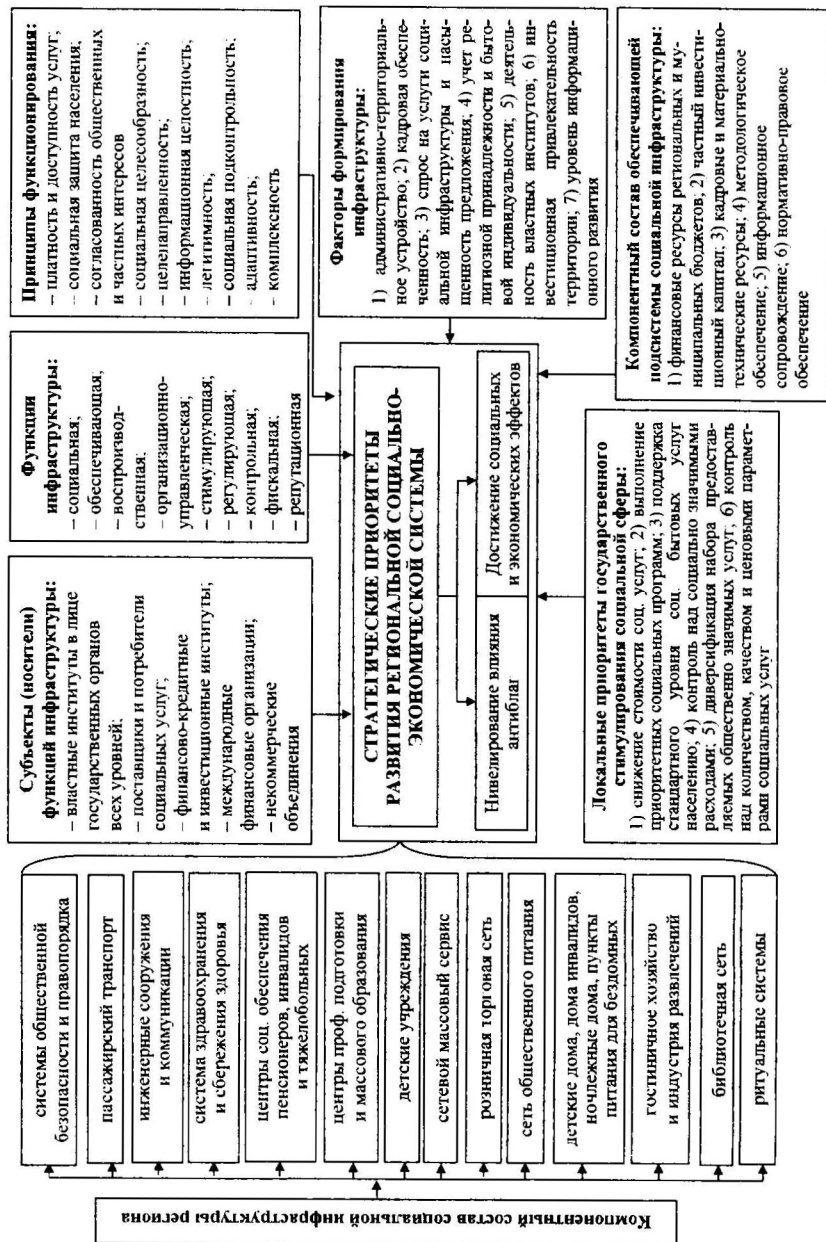 Компонентный состав социальной инфраструктуры региона
системы общественной
безопасности и правопорядка
пассажирский транспорт
инженерные сооружения
и коммуникации
система здравоохранения
и сбережения здоровья
центры соц. обеспечения
пенсионеров, инвалидов
и тяжелобольных
центры проф. подготовки
и массового образования
детские учреждения
сетевой массовый сервис
розничная торговая сеть
сеть общественного питания
детские дома, дома инвалидов,
ночлежные дома, пункты
питания для бездомных
гостиничное хозяйство
и индустрия развлечений
библиотечная сеть
ритуальные системы
Субъекты (носители)
функций инфраструктуры:
– властные институты в лице
государственных органов
всех уровней;
– поставщики и потребители
социальных услуг;
– финансово-кредитные
и инвестиционные институты;
– международные
финансовые организации;
– некоммерческие
объединения
Функции
инфраструктуры:
– социальная;
– обеспечивающая;
– воспроизвод-
ственная;
– организационно-
управленческая;
– стимулирующая;
– регулирующая;
– контрольная;
– фискальная;
– репутационная
Принципы функционирования:
– платность и доступность услуг;
– социальная защита населения;
– согласованность общественных
и частных интересов
– социальная целесообразность;
– целенаправленность;
– информационная целостность;
– легитимность;
– социальная подконтрольность;
– адаптивность;
– комплексность
СТРАТЕГИЧЕСКИЕ ПРИОРИТЕТЫ
РАЗВИТИЯ РЕГИОНАЛЬНОЙ СОЦИАЛЬНО-
ЭКОНОМИЧЕСКОЙ СИСТЕМЫ
Нивелирование влияния
антиблаг
Достижение социальных
и экономических эффектов
Факторы формирования
инфраструктуры:
1) административно-территориаль-
ное устройство; 2) кадровая обеспе-
ченность; 3) спрос на услуги соци-
альной инфраструктуры и насы-
щенность предложения; 4) учет ре-
лигиозной принадлежности и быто-
вой индивидуальности; 5) деятель-
ность властных институтов; 6) ин-
вестиционная привлекательность
территории; 7) уровень информаци-
онного развития
Локальные приоритеты государственного
стимулирования социальной сферы:
1) снижение стоимости соц. услуг; 2) выполнение
приоритетных социальных программ; 3) поддержка
стандартного уровня соц. бытовых услуг
населению; 4) контроль над социально значимыми
расходами; 5) диверсификация набора предостав-
ляемых общественно значимых услуг; 6) контроль
над количеством, качеством и ценовыми парамет-
рами социальных услуг
Компонентный состав обеспечивающей
подсистемы социальной инфраструктуры:
1) финансовые ресурсы региональных и му-
ниципальных бюджетов; 2) частный инвести-
ционный капитал; 3) кадровые и материально-
технические ресурсы; 4) методологическое
обеспечение; 5) информационное
сопровождение; 6) нормативно-правовое
обеспечение